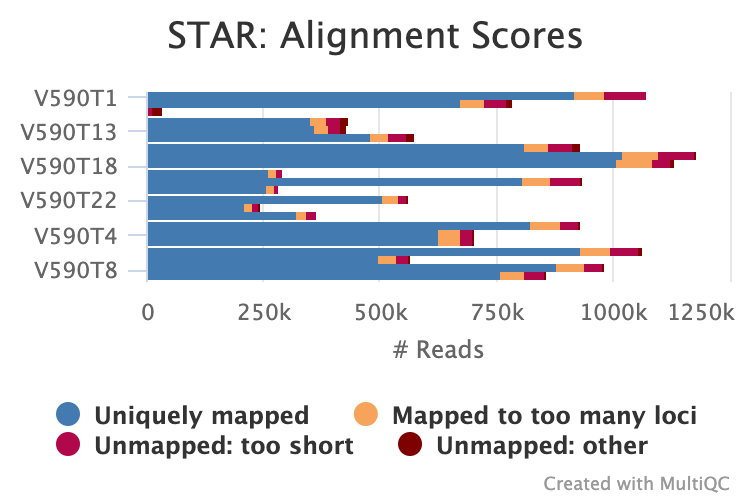 STAR: Alignment Scores
V590T1
V590T13
V590T18
V590T22
V590T4
V590T8
0 250k 500k 750k 1000k 1250k
# Reads
Uniquely mapped Mapped to too many loci
Unmapped: too short Unmapped: other
Created with MultiQC